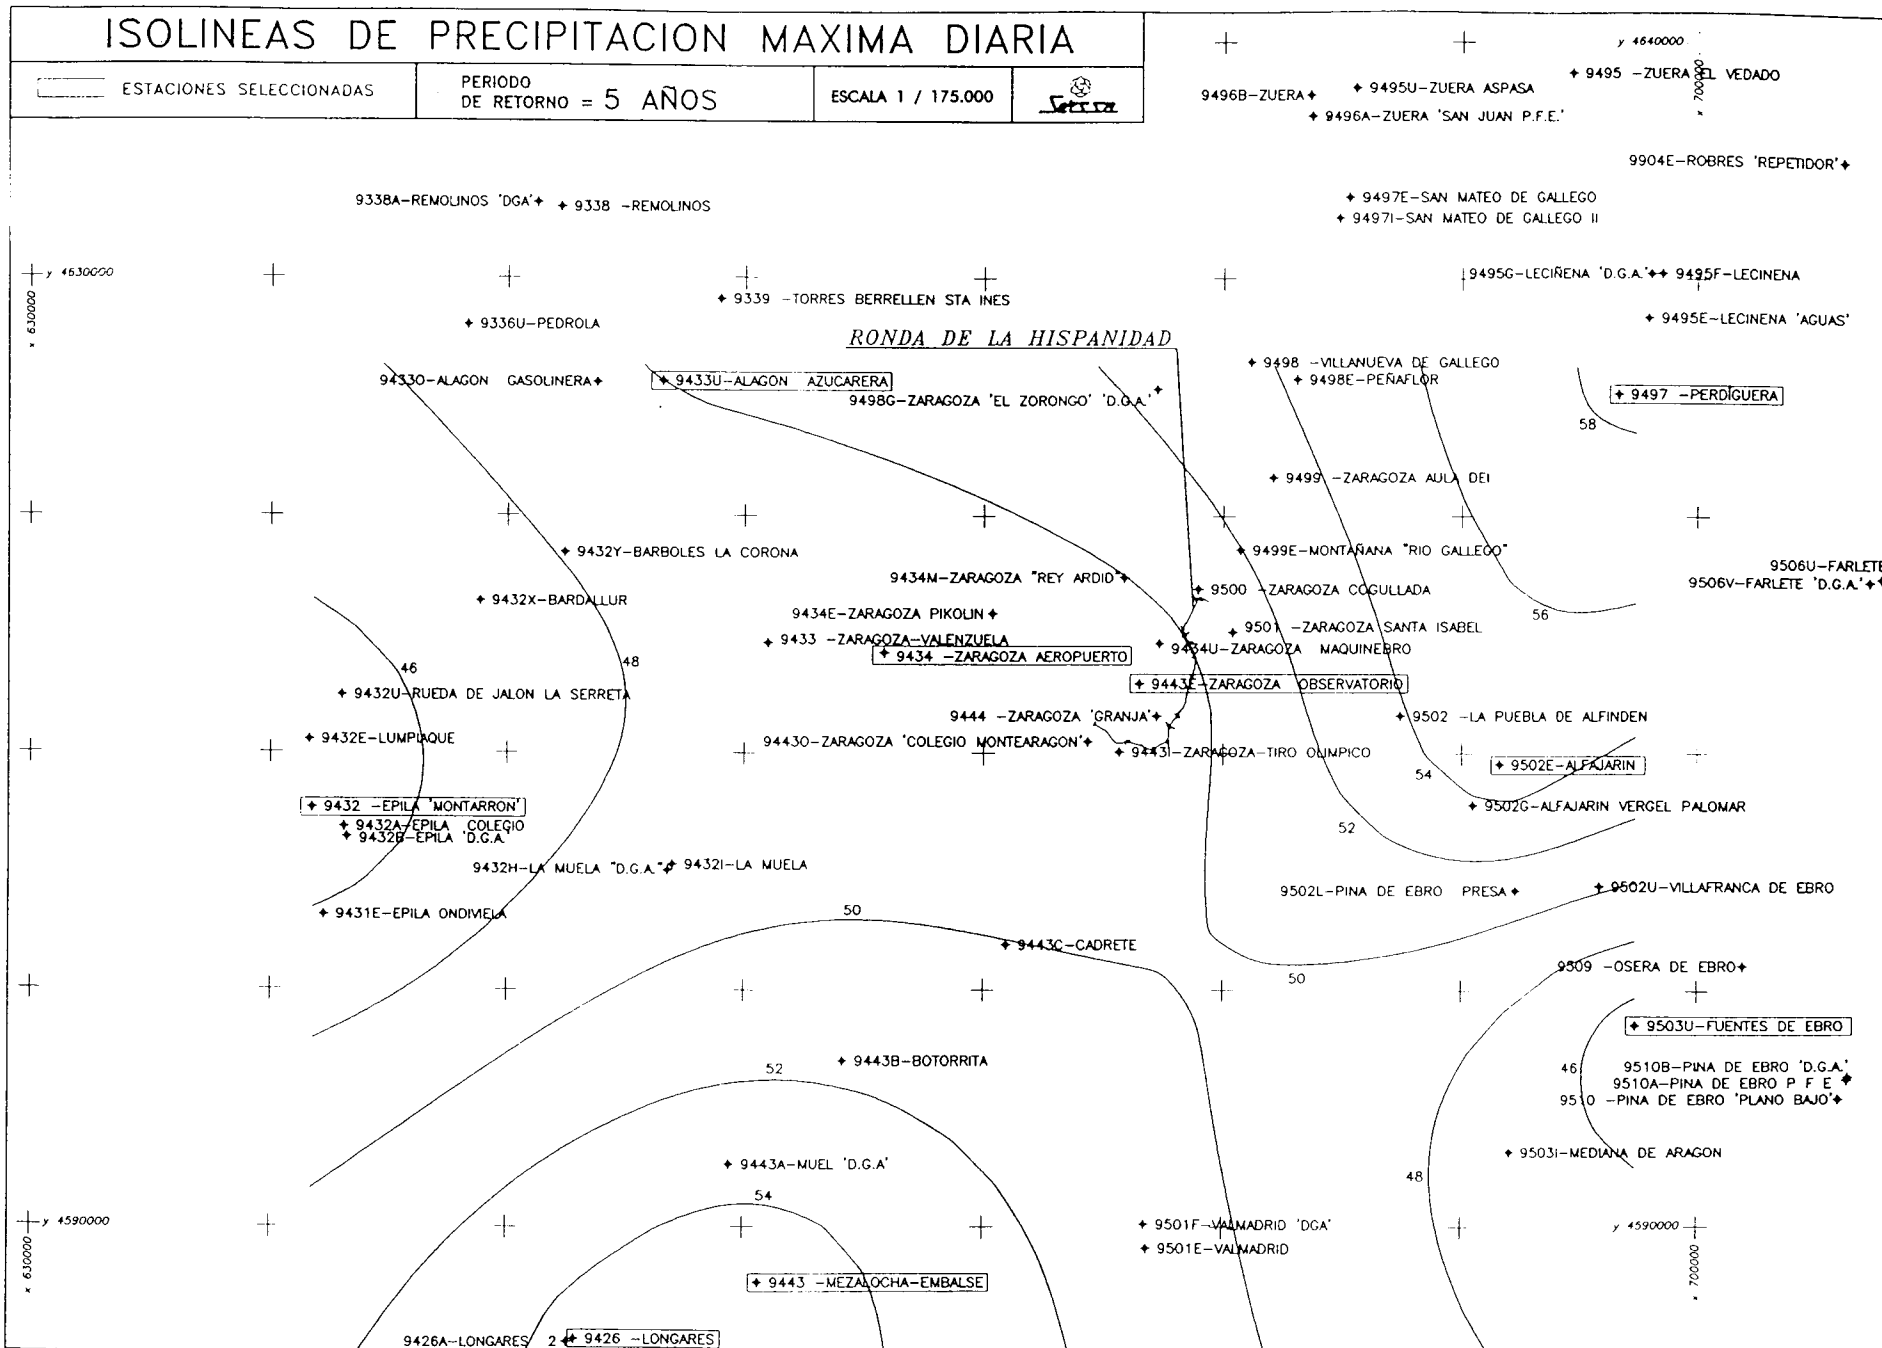 ISOLINEAS DE PRECIPITACION MAXIMA DIARIA
ESTACIONES SELECCIONADAS
PERIODO
DE RETORNO = 5 AÑOS
ESCALA 1 / 175.000
y 4640000
x 700000
9495 -ZUERA EL VEDADO
9495U-ZUERA ASPASA
9496B-ZUERA
9496A-ZUERA 'SAN JUAN P.F.E.'
9904E-ROBRES 'REPETIDOR'
9338A-REMOLINOS 'DGA'
9338 -REMOLINOS
9497E-SAN MATEO DE GALLEGO
9497I-SAN MATEO DE GALLEGO II
y 4630000
x 630000
9495G-LECIÑENA 'D.G.A.'
9495F-LECINENA
9339 -TORRES BERRELLEN STA INES
9336U-PEDROLA
9495E-LECINENA 'AGUAS'
RONDA DE LA HISPANIDAD
9498 -VILLANUEVA DE GALLEGO
9433O-ALAGON GASOLINERA
9433U-ALAGON AZUCARERA
9498E-PEÑAFLOR
9498G-ZARAGOZA 'EL ZORONGO' 'D.G.A.'
9497 -PERDIGUERA
58
9499 -ZARAGOZA AULA DEI
9432Y-BARBOLES LA CORONA
9499E-MONTAÑANA "RIO GALLEGO"
9506U-FARLETE
9434M-ZARAGOZA "REY ARDID"
9506V-FARLETE 'D.G.A.'
9500 -ZARAGOZA COGULLADA
9432X-BARDALLUR
9434E-ZARAGOZA PIKOLIN
56
9501 -ZARAGOZA SANTA ISABEL
9433 -ZARAGOZA-VALENZUELA
9434U-ZARAGOZA MAQUINEBRO
9434 -ZARAGOZA AEROPUERTO
46
48
9443E-ZARAGOZA OBSERVATORIO
9432U-RUEDA DE JALON LA SERRETA
9444 -ZARAGOZA 'GRANJA'
9502 -LA PUEBLA DE ALFINDEN
9432E-LUMPIAQUE
9443O-ZARAGOZA 'COLEGIO MONTEARAGON'
9443I-ZARAGOZA-TIRO OLIMPICO
9502E-ALFAJARIN
54
9432 -EPILA 'MONTARRON'
9502G-ALFAJARIN VERGEL PALOMAR
9432A-EPILA COLEGIO
52
9432B-EPILA 'D.G.A'
9432H-LA MUELA "D.G.A."
9432I-LA MUELA
9502L-PINA DE EBRO PRESA
9502U-VILLAFRANCA DE EBRO
9431E-EPILA ONDIVIELA
50
9443C-CADRETE
9509 -OSERA DE EBRO
50
9503U-FUENTES DE EBRO
9443B-BOTORRITA
52
46
9510B-PINA DE EBRO 'D.G.A.'
9510A-PINA DE EBRO P F E
9510 -PINA DE EBRO 'PLANO BAJO'
9503I-MEDIANA DE ARAGON
9443A-MUEL 'D.G.A'
48
54
y 4590000
9501F-VALMADRID 'DGA'
y 4590000
x 630000
9501E-VALMADRID
x 700000
9443 -MEZALOCHA-EMBALSE
9426A-LONGARES 2
9426 -LONGARES